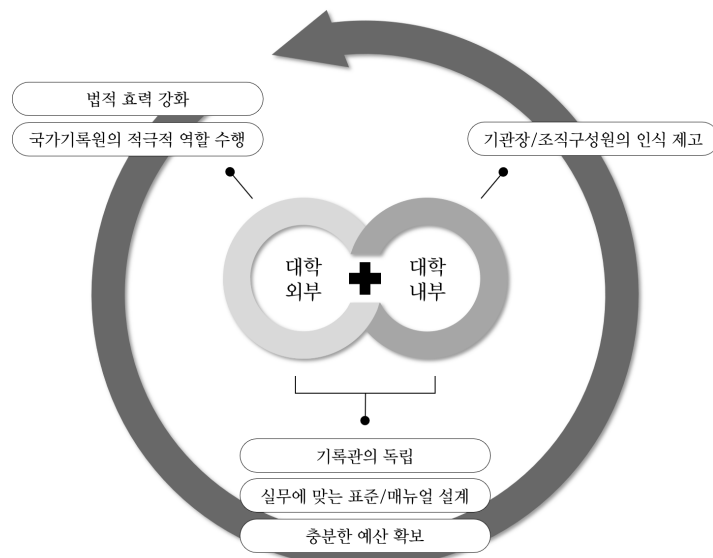 법적 효력 강화
국가기록원의 적극적 역할 수행
기관장/조직구성원의 인식 제고
대학
외부
대학
내부
기록관의 독립
실무에 맞는 표준/매뉴얼 설계
충분한 예산 확보